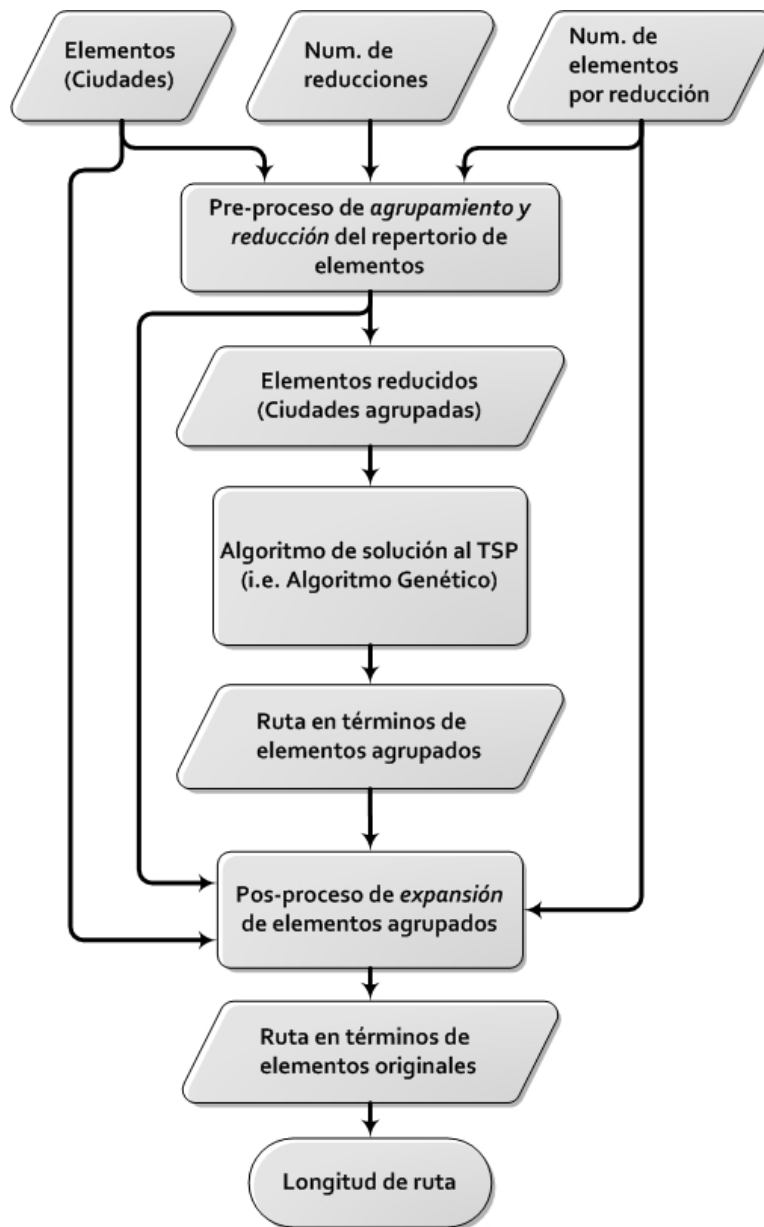 Elementos
(Ciudades)
Num. de
reducciones
Num. de
elementos
por reducción
Pre-proceso de agrupamiento y
reducción del repertorio de
elementos
Elementos reducidos
(Ciudades agrupadas)
Algoritmo de solución al TSP
(i.e. Algoritmo Genético)
Ruta en términos de
elementos agrupados
Pos-proceso de expansión
de elementos agrupados
Ruta en términos de
elementos originales
Longitud de ruta